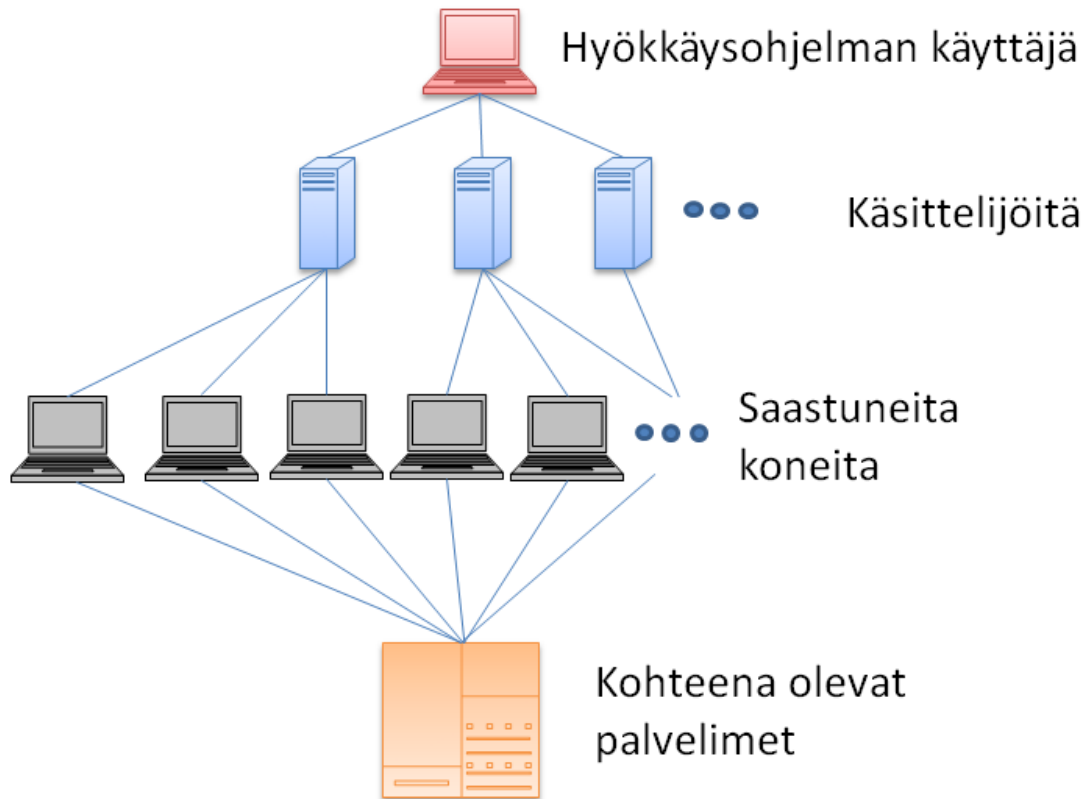 Hyökkäysohjelman käyttäjä
Käsittelijöitä
Saastuneita
koneita
Kohteena olevat
palvelimet